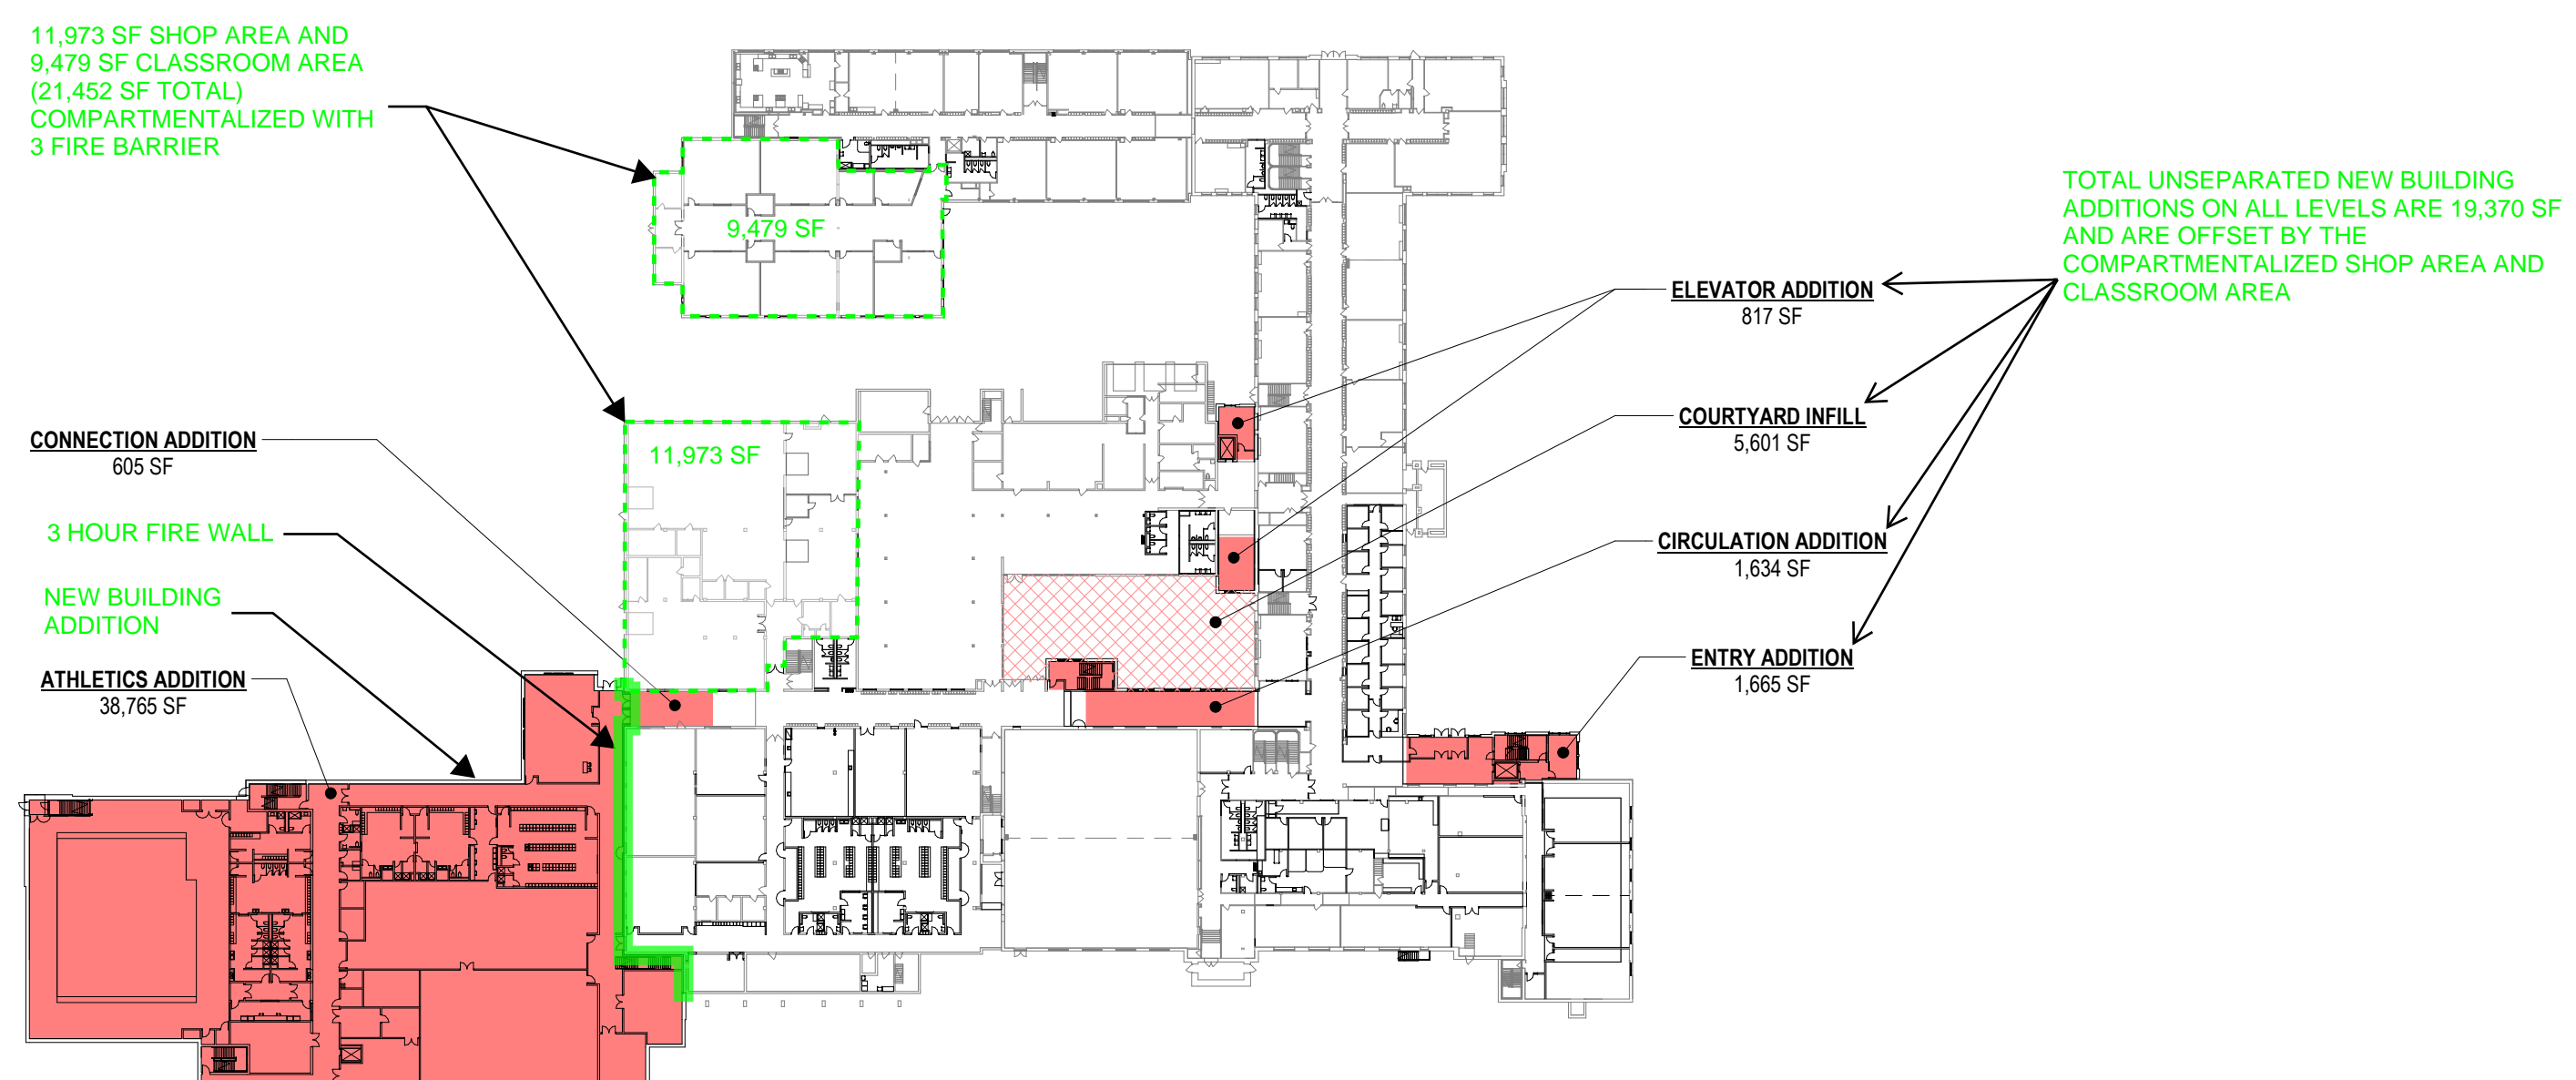 11,973 SF SHOP AREA AND
9,479 SF CLASSROOM AREA
(21,452 SF TOTAL)
COMPARTMENTALIZED WITH
3 FIRE BARRIER
9,479 SF
TOTAL UNSEPARATED NEW BUILDING
ADDITIONS ON ALL LEVELS ARE 19,370 SF
AND ARE OFFSET BY THE
COMPARTMENTALIZED SHOP AREA AND
CLASSROOM AREA
ELEVATOR ADDITION
817 SF
COURTYARD INFILL
5,601 SF
CIRCULATION ADDITION
1,634 SF
ENTRY ADDITION
1,665 SF
11,973 SF
CONNECTION ADDITION
605 SF
3 HOUR FIRE WALL
NEW BUILDING
ADDITION
ATHLETICS ADDITION
38,765 SF